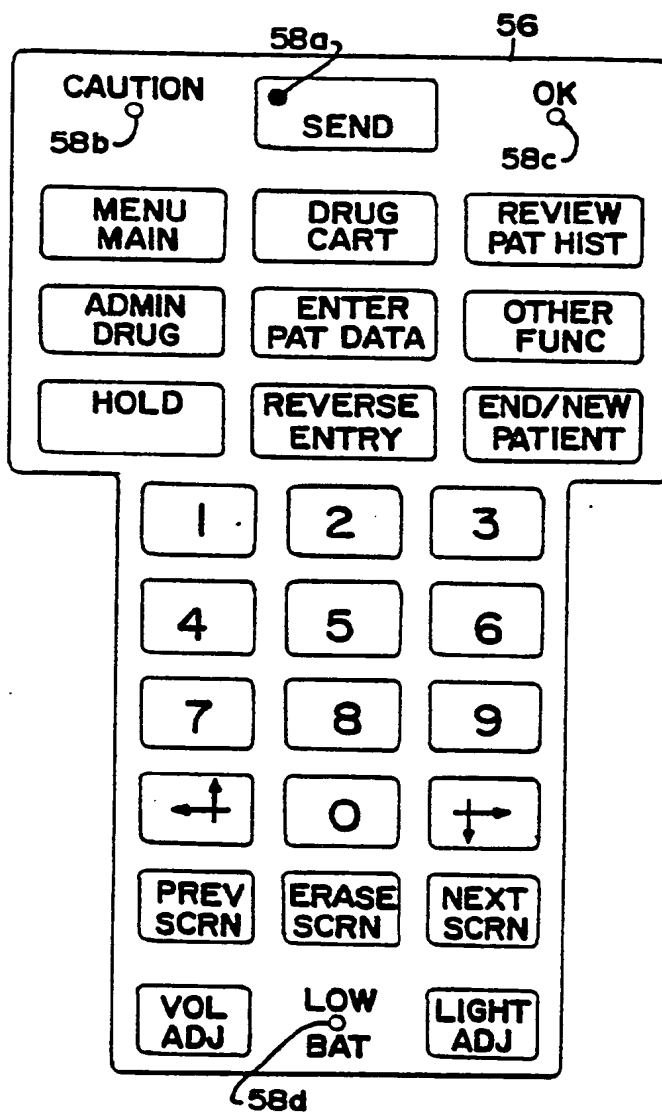 58a 56
CAUTION OK
58b SEND 58c
MENU MAIN
DRUG CART
REVIEW PAT HIST
ADMIN DRUG
ENTER PAT DATA
OTHER FUNC
HOLD
REVERSE ENTRY
END/NEW PATIENT
1 2 3
4 5 6
7 8 9
0
PREV SCRN
ERASE SCRN
NEXT SCRN
VOL ADJ
LOW BAT
LIGHT ADJ
58d